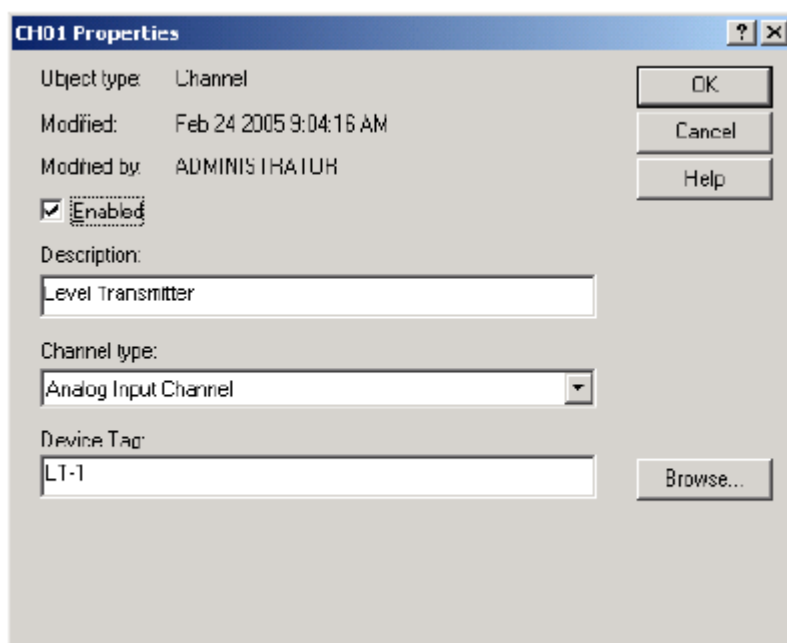 CH01 Properties
Object type: Channel
OK
Modified: Feb 24 2005 9:04:16 AM
Cancel
Modified by: ADMINISTRATOR
Help
Enabled
Description:
Level Transmitter
Channel type:
Analog Input Channel
Device Tag:
LT-1
Browse...